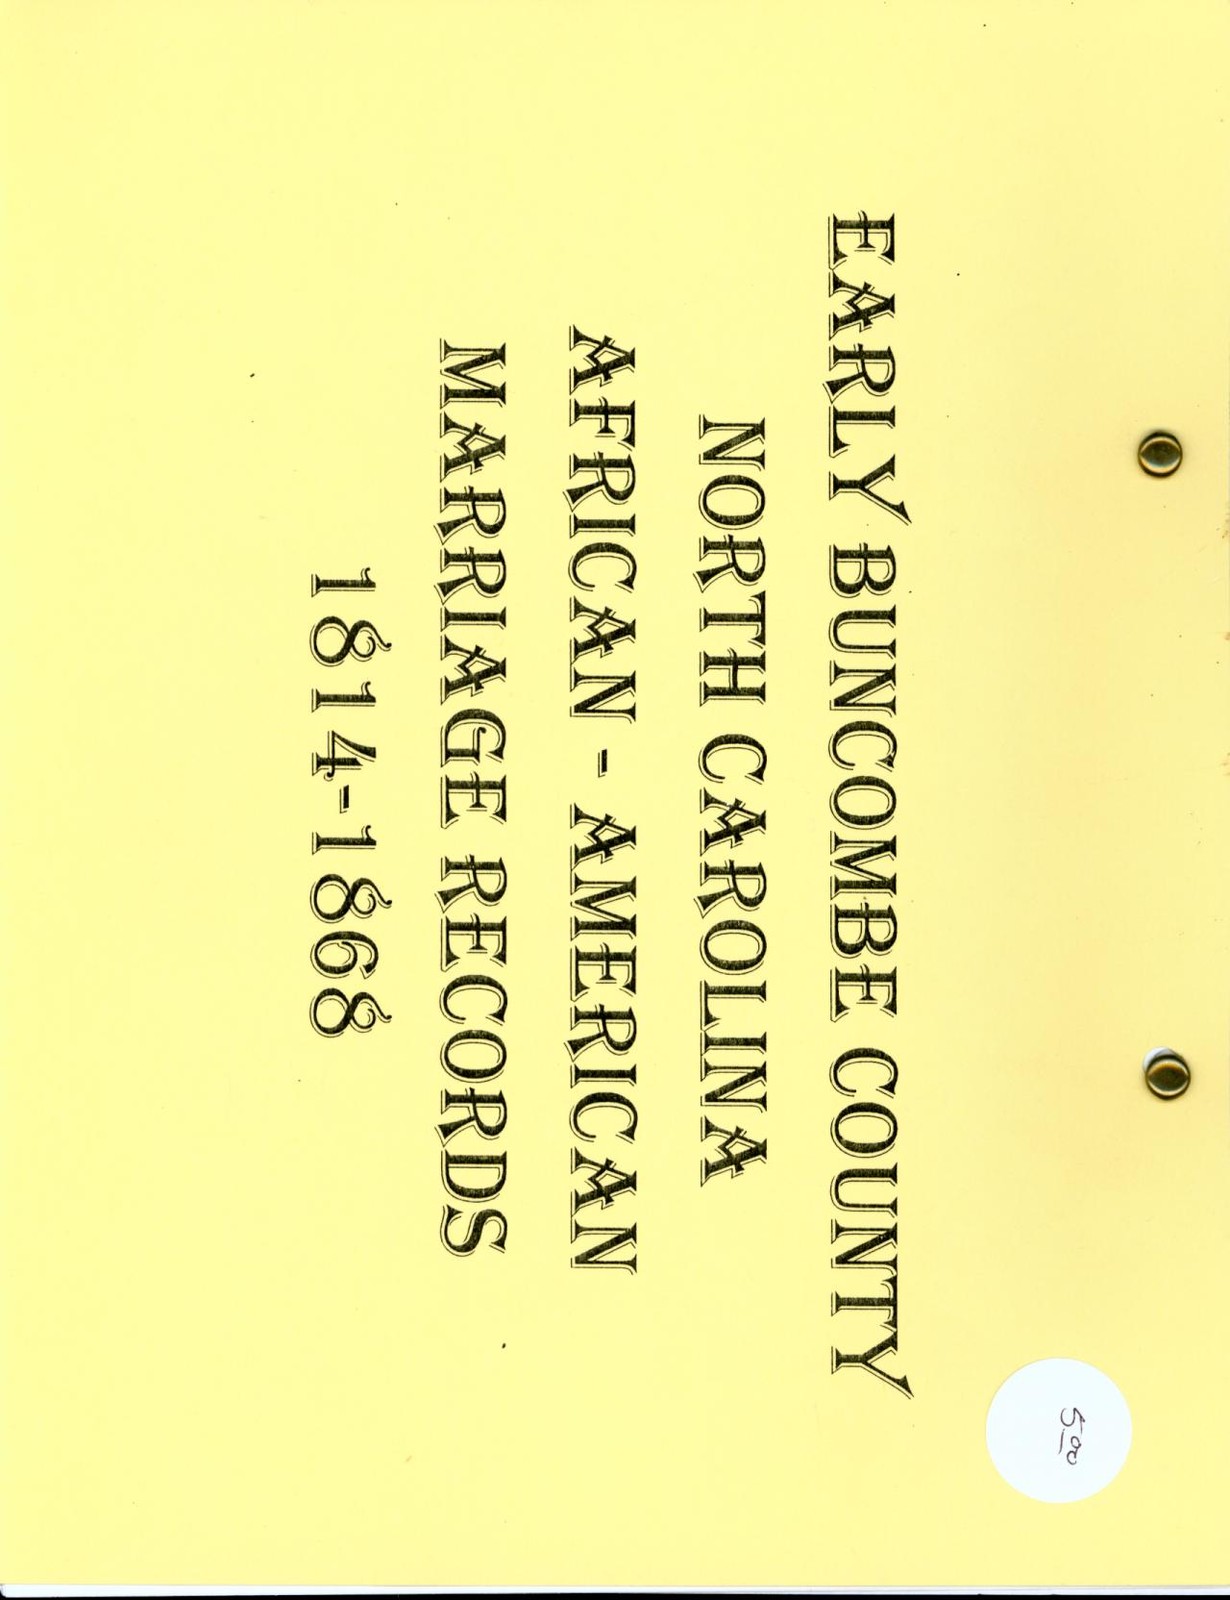 5.00
EARLY BUNCOMBE COUNTY
NORTH CAROLINA
AFRICAN - AMERICAN
MARRIAGE RECORDS
1814-1868